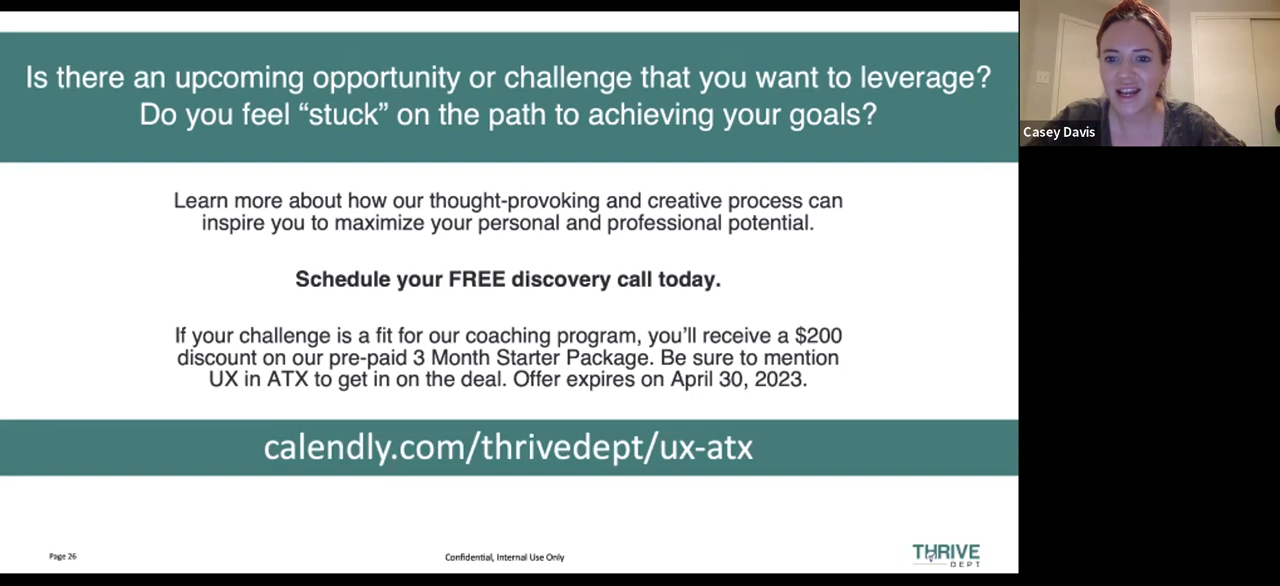 Is there an upcoming opportunity or challenge that you want to leverage?
Do you feel “stuck” on the path to achieving your goals?
Casey Davis
Learn more about how our thought-provoking and creative process can
inspire you to maximize your personal and professional potential.
Schedule your FREE discovery call today.
If your challenge is a fit for our coaching program, you’ll receive a $200
discount on our pre-paid 3 Month Starter Package. Be sure to mention
UX in ATX to get in on the deal. Offer expires on April 30, 2023.
calendly.com/thrivedept/ux-atx
Page 26
Confidential, Internal Use Only
THRIVE
DEPT